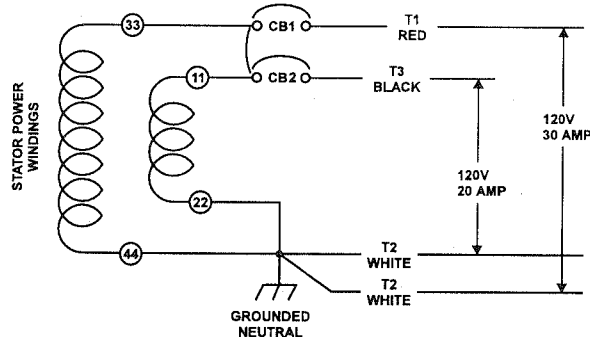 33
CB1
T1
RED
11
CB2
T3
BLACK
STATOR POWER
WINDINGS
120V
30 AMP
120V
20 AMP
22
44
T2
WHITE
T2
WHITE
GROUNDED
NEUTRAL